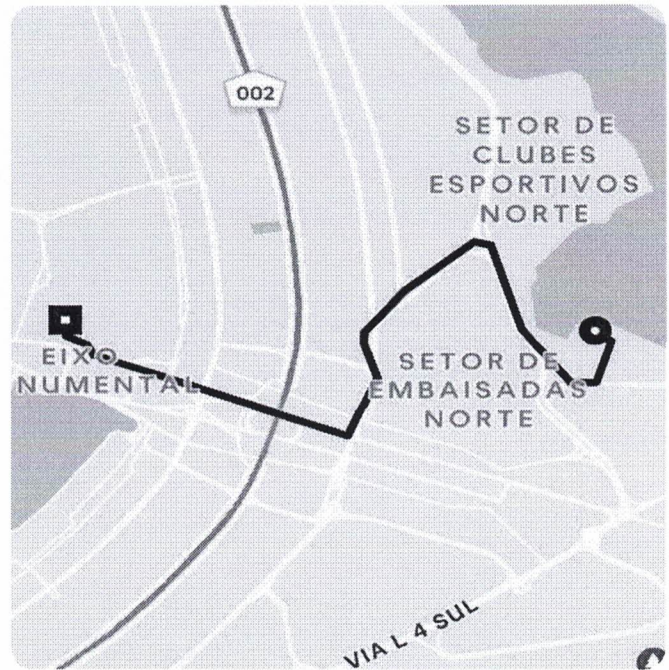 002
SETOR DE
CLUBES
ESPORTIVOS
NORTE
EIXO
NUMENTAL
SETOR DE
EMBAISADAS
NORTE
VIA L 4 SUL